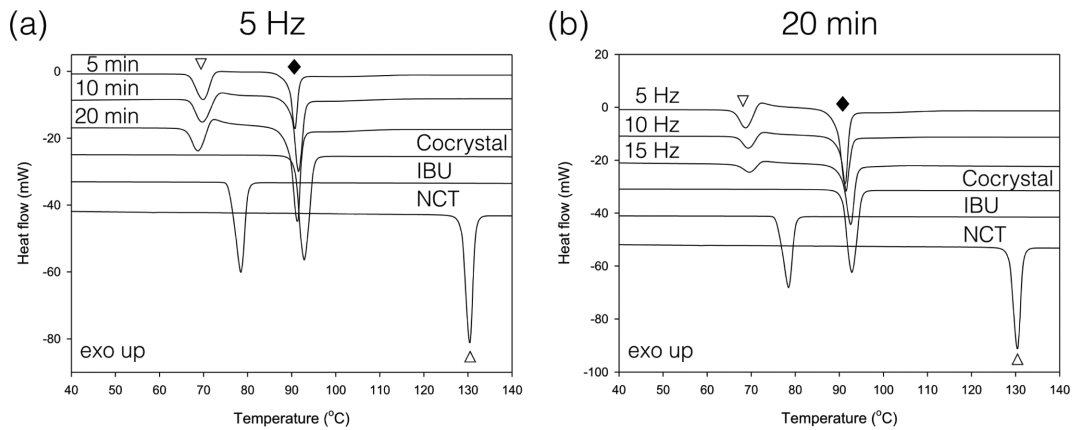 (a) 5 Hz
5 min
10 min
20 min
Cocrystal
IBU
NCT
exo up
0
-20
-40
-60
-80
Heat flow (mW)
40 50 60 70 80 90 100 110 120 130 140
Temperature (°C)
(b) 20 min
5 Hz
10 Hz
15 Hz
Cocrystal
IBU
NCT
exo up
20
0
-20
-40
-60
-80
-100
Heat flow (mW)
40 50 60 70 80 90 100 110 120 130 140
Temperature (°C)